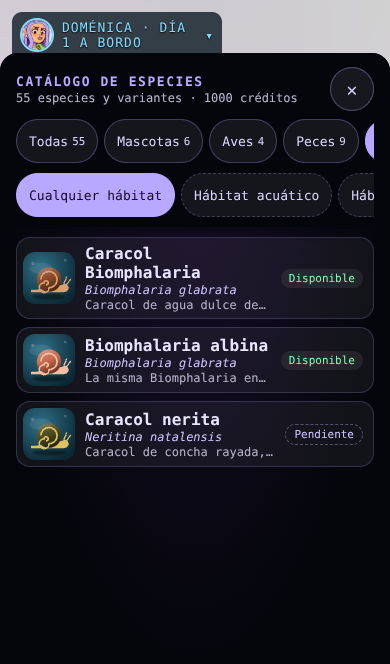 DOMÉNICA · DÍA
1 A BORDO
▾
CATÁLOGO DE ESPECIES
55 especies y variantes · 1000 créditos
×
Todas 55
Mascotas 6
Aves 4
Peces 9
Cualquier hábitat
Hábitat acuático
Háb
Caracol
Biomphalaria
Biomphalaria glabrata
Caracol de agua dulce de…
Disponible
Biomphalaria albina
Biomphalaria glabrata
La misma Biomphalaria en…
Disponible
Caracol nerita
Neritina natalensis
Caracol de concha rayada,…
Pendiente